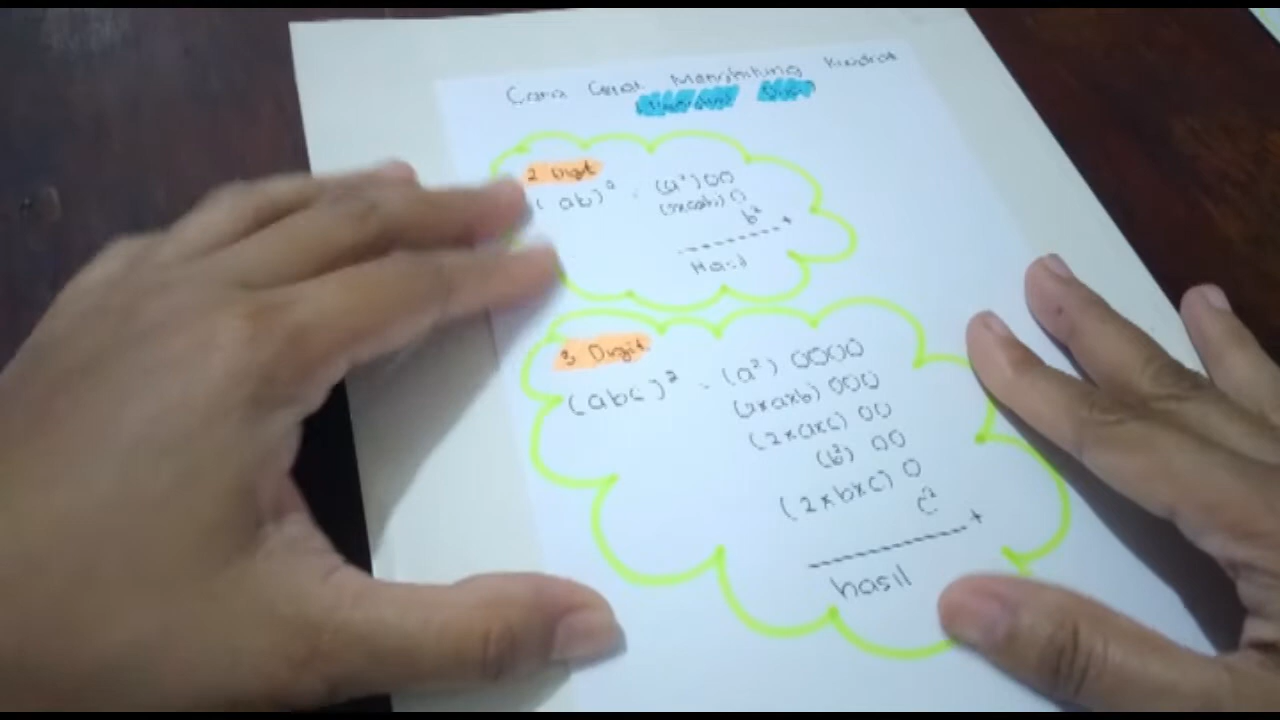 Cara Cepat Menghitung Kuadrat
2 Digit
(ab)² = (a²) 00
(2xaxb) 0
b² +
Hasil
3 Digit
(abc)² = (a²) 0000
(2xaxb) 000
(2xaxc) 00
(b²) 00
(2xbxc) 0
c² +
hasil